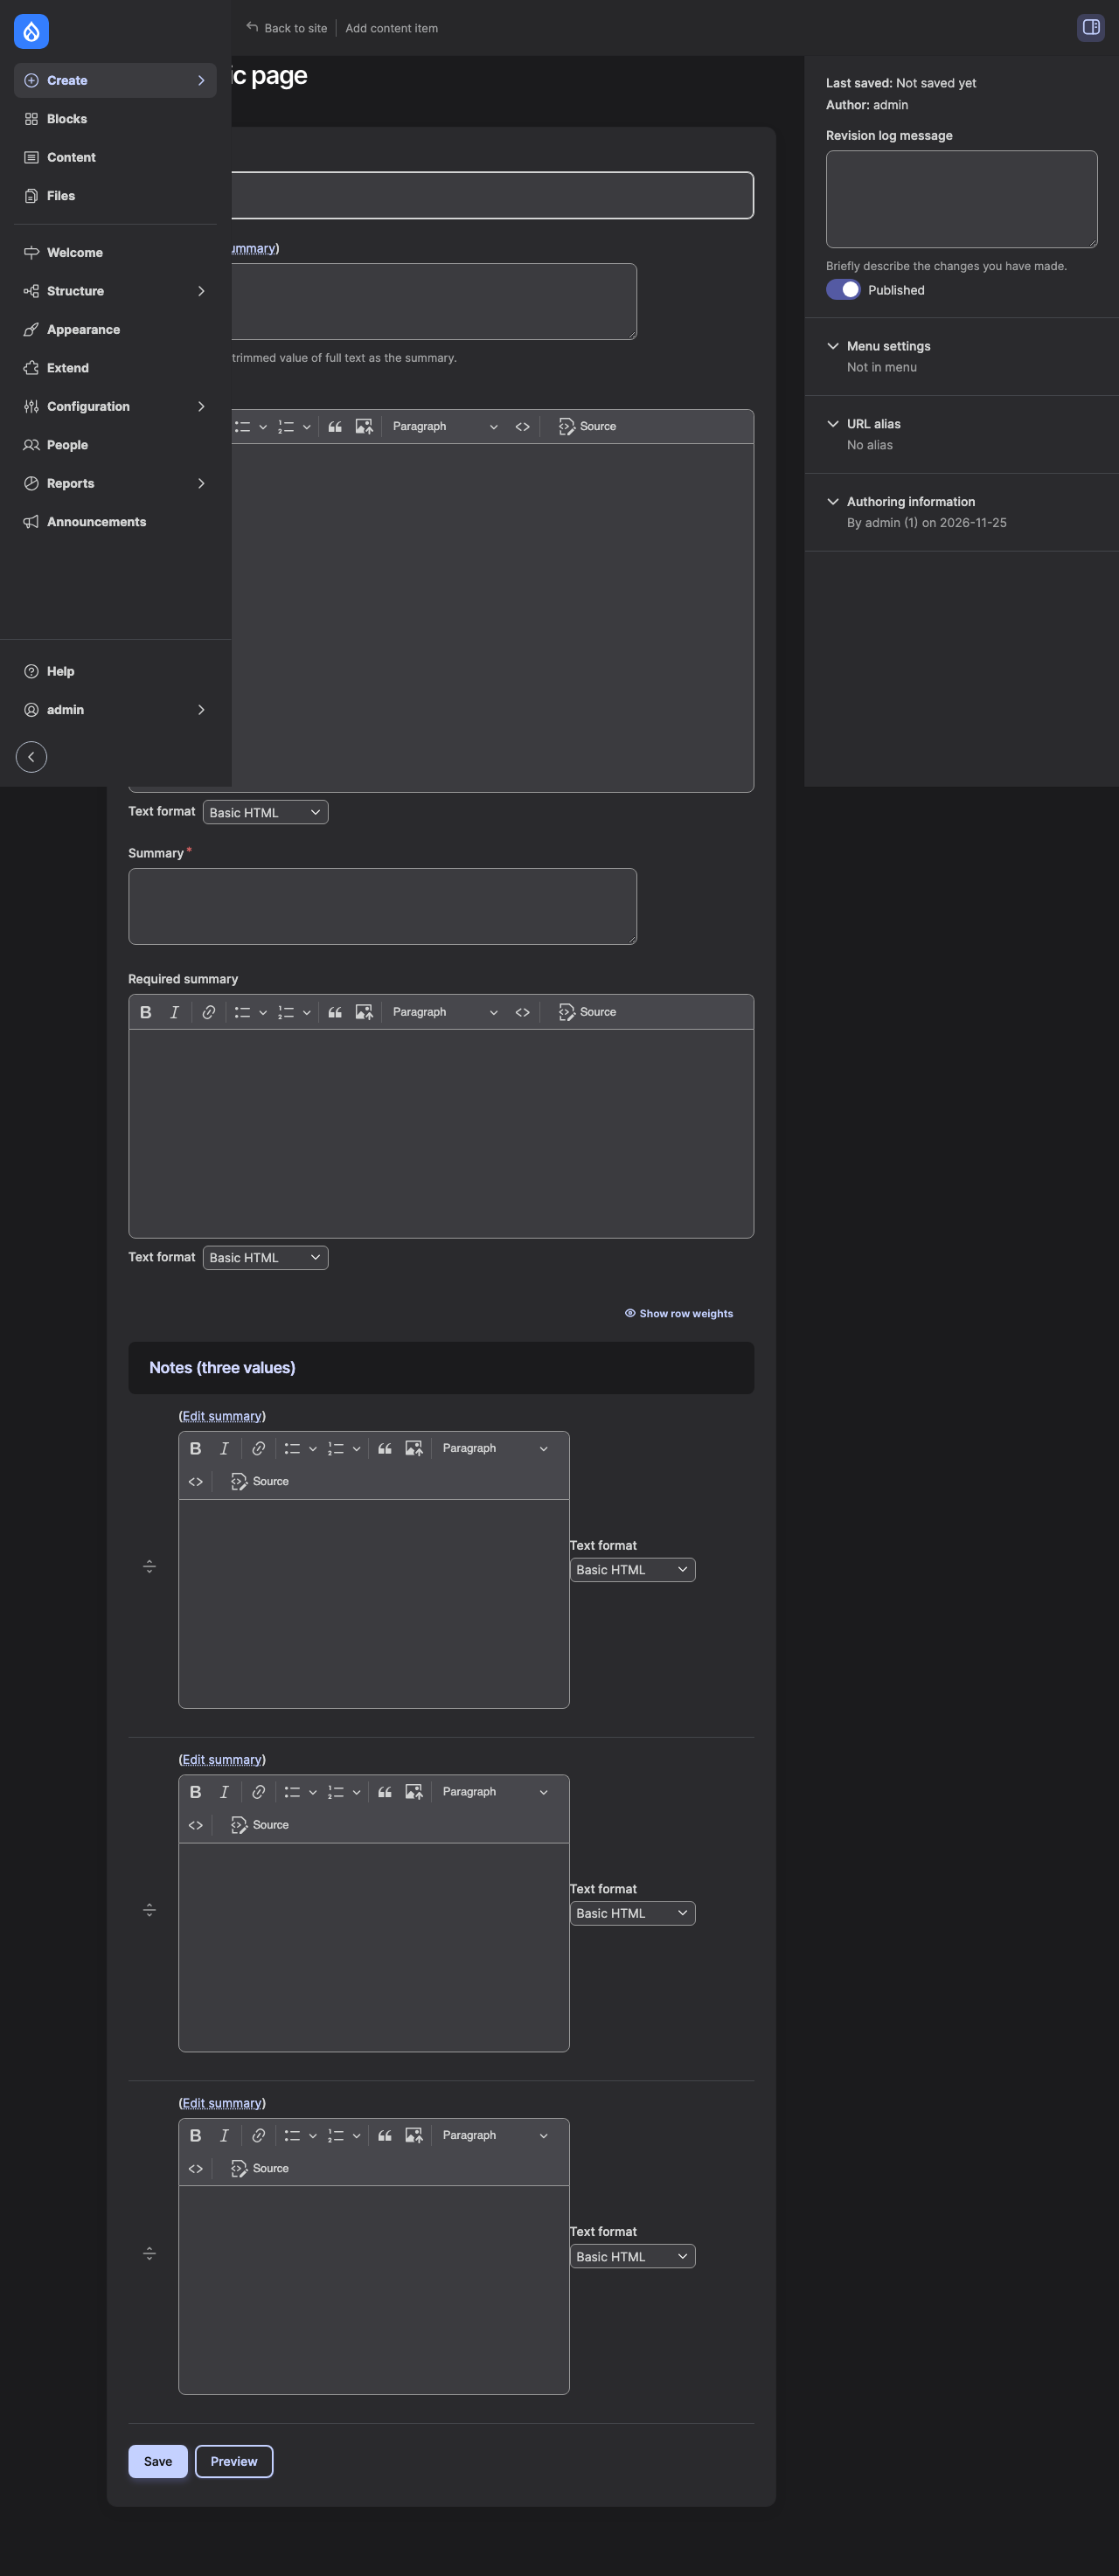 Back to site
Add content item
Create
Blocks
Content
Files
Welcome
Structure
Appearance
Extend
Configuration
People
Reports
Announcements
Help
admin
ic page
ummary)
trimmed value of full text as the summary.
Paragraph
Source
Text format
Basic HTML
Summary*
Required summary
B I
Paragraph
Source
Text format
Basic HTML
Show row weights
Notes (three values)
(Edit summary)
B I
Paragraph
Source
Text format
Basic HTML
(Edit summary)
B I
Paragraph
Source
Text format
Basic HTML
(Edit summary)
B I
Paragraph
Source
Text format
Basic HTML
Save
Preview
Last saved: Not saved yet
Author: admin
Revision log message
Briefly describe the changes you have made.
Published
Menu settings
Not in menu
URL alias
No alias
Authoring information
By admin (1) on 2026-11-25